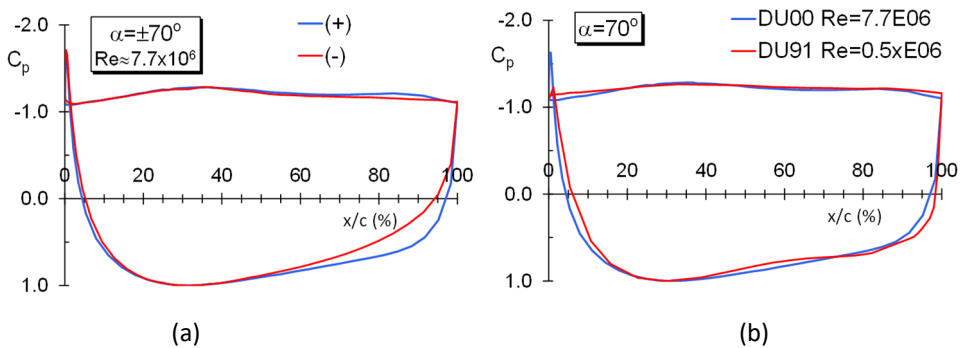 α=±70°
Re≈7.7x10⁶
(+)
(-)
-2.0
Cₚ
-1.0
0.0
1.0
0 20 40 60 80 100
x/c (%)
(a)
α=70°
DU00 Re=7.7E06
DU91 Re=0.5xE06
-2.0
Cₚ
-1.0
0.0
1.0
0 20 40 60 80 100
x/c (%)
(b)